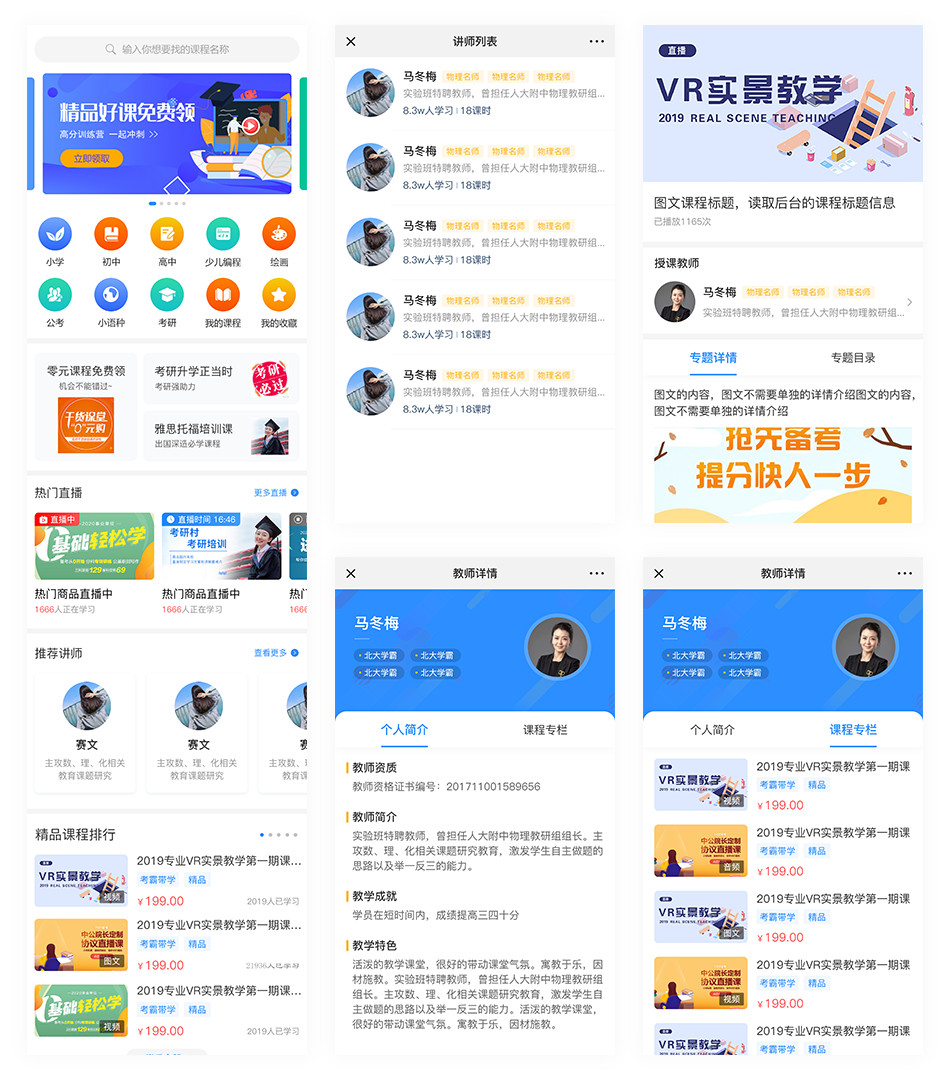 输入你想要找的课程名称
精品好课免费领
高分训练营 一起冲刺 >>
立即领取
小学
初中
高中
少儿编程
绘画
公考
小语种
考研
我的课程
我的收藏
零元课程免费领
机会不能错过~
干货课堂
"0"元购
考研升学正当时
考研强助力
考研
必过
雅思托福培训课
出国深造必学课程
热门直播
更多直播
直播中
基础轻松学
129
69
热门商品直播中
1666人正在学习
直播时间 16:46
考研村
考研培训
热门商品直播中
1666人正在学习
热门
1666
推荐讲师
查看更多
赛文
主攻数、理、化相关
教育课题研究
赛文
主攻数、理、化相关
教育课题研究
主攻数
教育
精品课程排行
直播
VR实景教学
2019 REAL SCENE TEACHING
视频
2019专业VR实景教学第一期课...
考霸带学
精品
¥199.00
2019人已学习
中公院长定制
协议直播课
图文
2019专业VR实景教学第一期课...
考霸带学
精品
¥199.00
21936人已学习
基础轻松学
129
69
视频
2019专业VR实景教学第一期课...
考霸带学
精品
¥199.00
2019人已学习
讲师列表
马冬梅
物理名师
物理名师
物理名师
实验班特聘教师，曾担任人大附中物理教研组...
8.3w人学习
18课时
马冬梅
物理名师
物理名师
物理名师
实验班特聘教师，曾担任人大附中物理教研组...
8.3w人学习
18课时
马冬梅
物理名师
物理名师
物理名师
实验班特聘教师，曾担任人大附中物理教研组...
8.3w人学习
18课时
马冬梅
物理名师
物理名师
物理名师
实验班特聘教师，曾担任人大附中物理教研组...
8.3w人学习
18课时
马冬梅
物理名师
物理名师
物理名师
实验班特聘教师，曾担任人大附中物理教研组...
8.3w人学习
18课时
直播
VR实景教学
2019 REAL SCENE TEACHING
图文课程标题，读取后台的课程标题信息
已播放1165次
授课教师
马冬梅
物理名师
物理名师
物理名师
实验班特聘教师，曾担任人大附中物理教研组...
专题详情
专题目录
图文的内容，图文不需要单独的详情介绍图文的内容，
图文不需要单独的详情介绍
抢先备考
提分快人一步
教师详情
马冬梅
北大学霸
北大学霸
北大学霸
北大学霸
个人简介
课程专栏
教师资质
教师资格证书编号：201711001589656
教师简介
实验班特聘教师，曾担任人大附中物理教研组组长。主
攻数、理、化相关课题研究教育，激发学生自主做题的
思路以及举一反三的能力。
教学成就
学员在短时间内，成绩提高三四十分
教学特色
活泼的教学课堂，很好的带动课堂气氛。寓教于乐，因
材施教。实验班特聘教师，曾担任人大附中物理教研组
组长。主攻数、理、化相关课题研究教育，激发学生自
主做题的思路以及举一反三的能力。活泼的教学课堂，
很好的带动课堂气氛。寓教于乐，因材施教。
教师详情
马冬梅
北大学霸
北大学霸
北大学霸
北大学霸
个人简介
课程专栏
VR实景教学
2019 REAL SCENE TEACHING
视频
2019专业VR实景教学第一期课
考霸带学
精品
¥199.00
中公院长定制
协议直播课
音频
2019专业VR实景教学第一期课
考霸带学
精品
¥199.00
VR实景教学
2019 REAL SCENE TEACHING
图文
2019专业VR实景教学第一期课
考霸带学
精品
¥199.00
中公院长定制
协议直播课
视频
2019专业VR实景教学第一期课
考霸带学
精品
¥199.00
VR实景教学
2019专业VR实景教学第一期课
考霸带学
精品